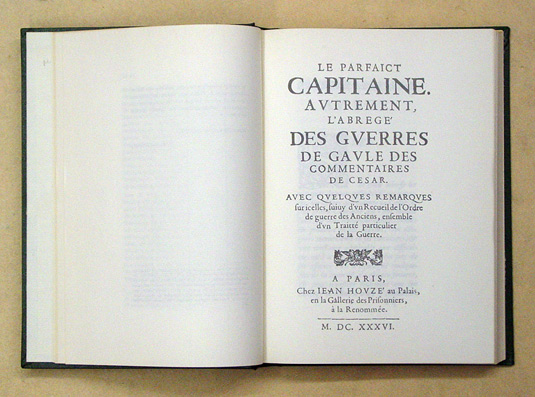 LE PARFAICT
CAPITAINE.
AVTREMENT,
L'ABREGE'
DES GVERRES
DE GAVLE DES
COMMENTAIRES
DE CESAR.
AVEC QVELQVES REMARQVES
ſur icelles, ſuiuy d'vn Recueil de l'Ordre
de guerre des Anciens, enſemble
d'vn Traitté particulier
de la Guerre.
A PARIS,
Chez IEAN HOVZE' au Palais,
en la Gallerie des Priſonniers,
à la Renommée.
M. DC. XXXVI.